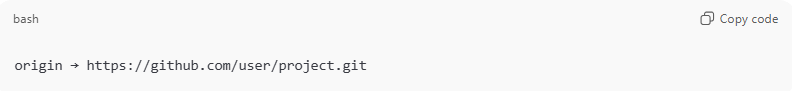 bash
Copy code
origin → https://github.com/user/project.git